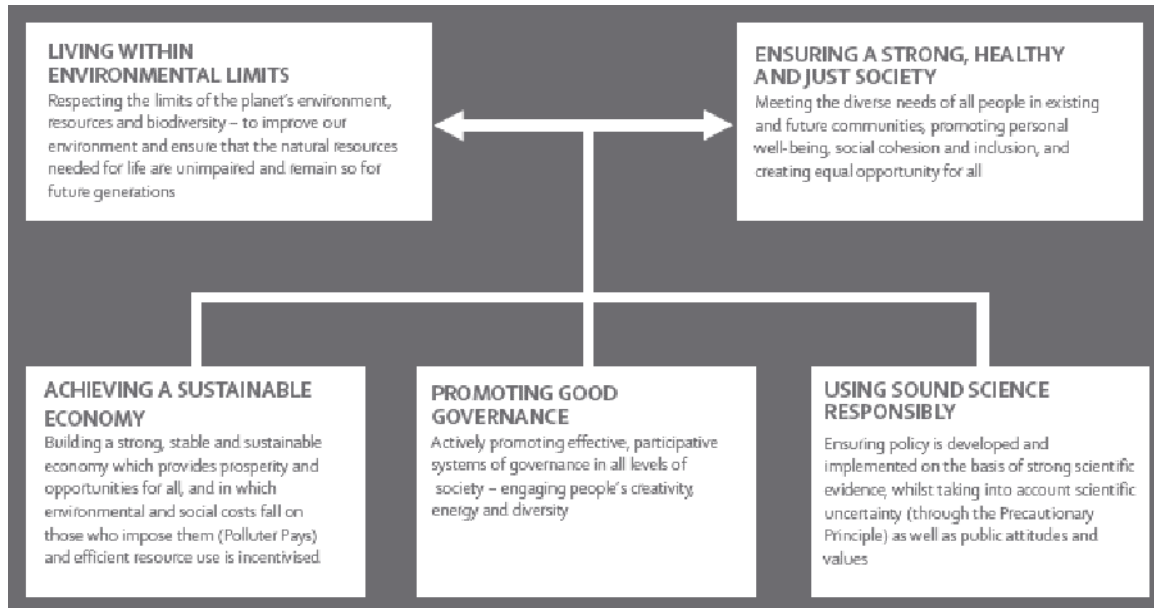 LIVING WITHIN
ENVIRONMENTAL LIMITS
Respecting the limits of the planet's environment,
resources and biodiversity – to improve our
environment and ensure that the natural resources
needed for life are unimpaired and remain so for
future generations
ENSURING A STRONG, HEALTHY
AND JUST SOCIETY
Meeting the diverse needs of all people in existing
and future communities, promoting personal
well-being, social cohesion and inclusion, and
creating equal opportunity for all
ACHIEVING A SUSTAINABLE
ECONOMY
Building a strong, stable and sustainable
economy which provides prosperity and
opportunities for all, and in which
environmental and social costs fall on
those who impose them (Polluter Pays)
and efficient resource use is incentivised.
PROMOTING GOOD
GOVERNANCE
Actively promoting effective, participative
systems of governance in all levels of
society – engaging people's creativity,
energy and diversity
USING SOUND SCIENCE
RESPONSIBLY
Ensuring policy is developed and
implemented on the basis of strong scientific
evidence, whilst taking into account scientific
uncertainty (through the Precautionary
Principle) as well as public attitudes and
values